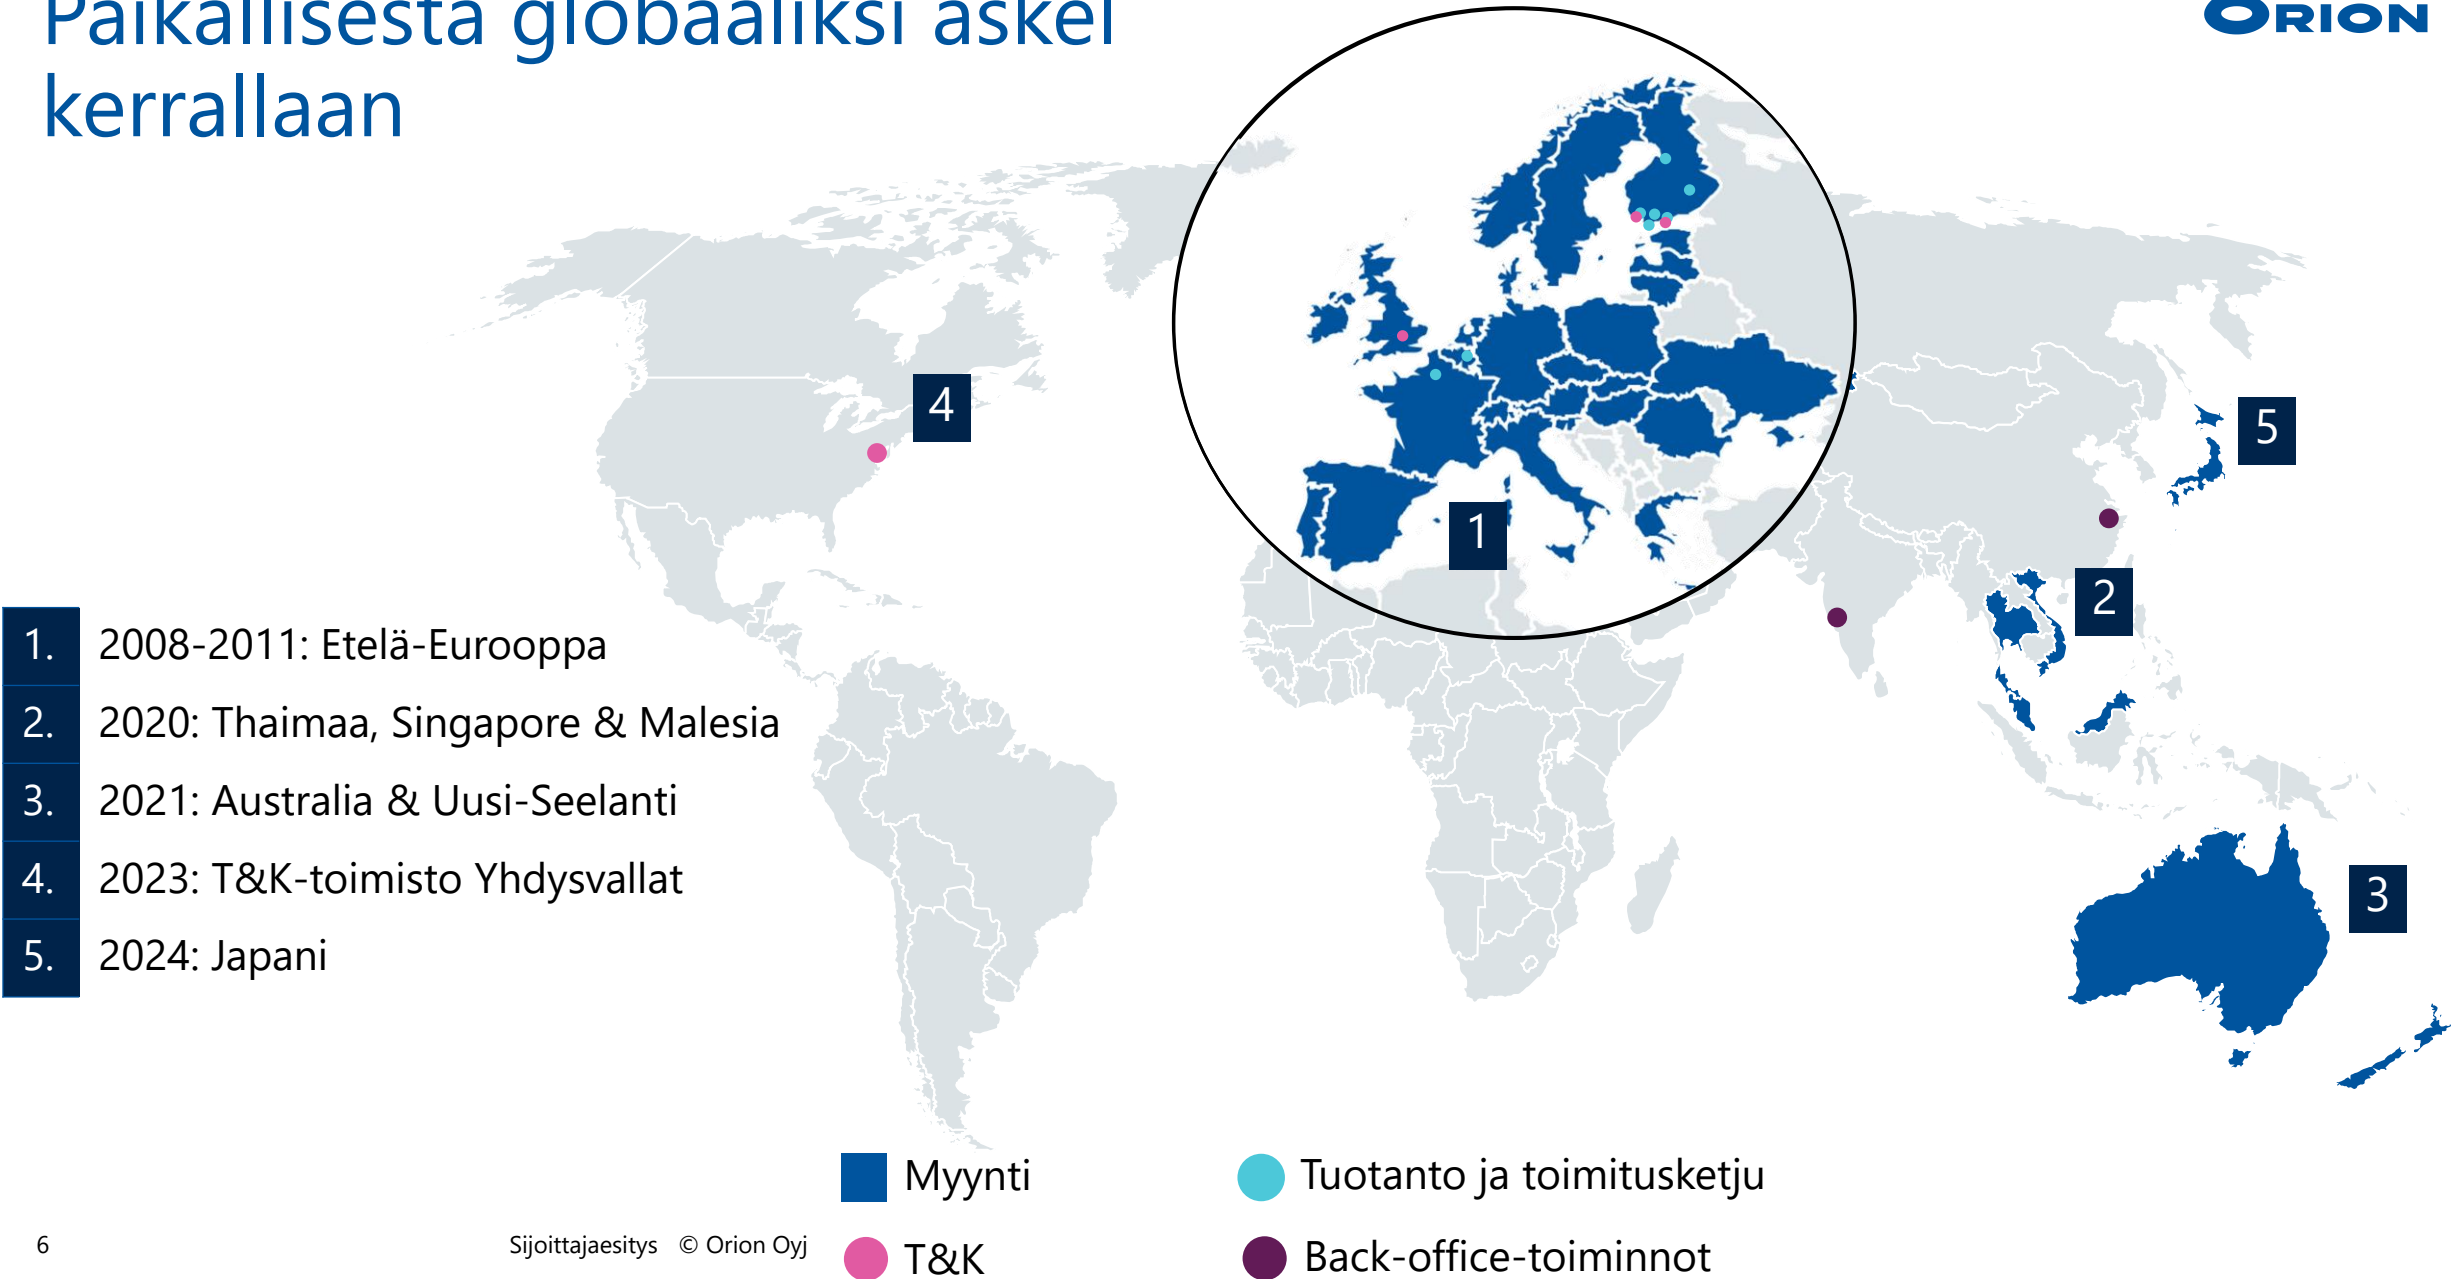 Paikallisesta globaaliksi askel
kerrallaan
ORION
4
5
1
2
3
1. 2008-2011: Etelä-Eurooppa
2. 2020: Thaimaa, Singapore & Malesia
3. 2021: Australia & Uusi-Seelanti
4. 2023: T&K-toimisto Yhdysvallat
5. 2024: Japani
Myynti
Tuotanto ja toimitusketju
T&K
Back-office-toiminnot
6
Sijoittajaesitys © Orion Oyj